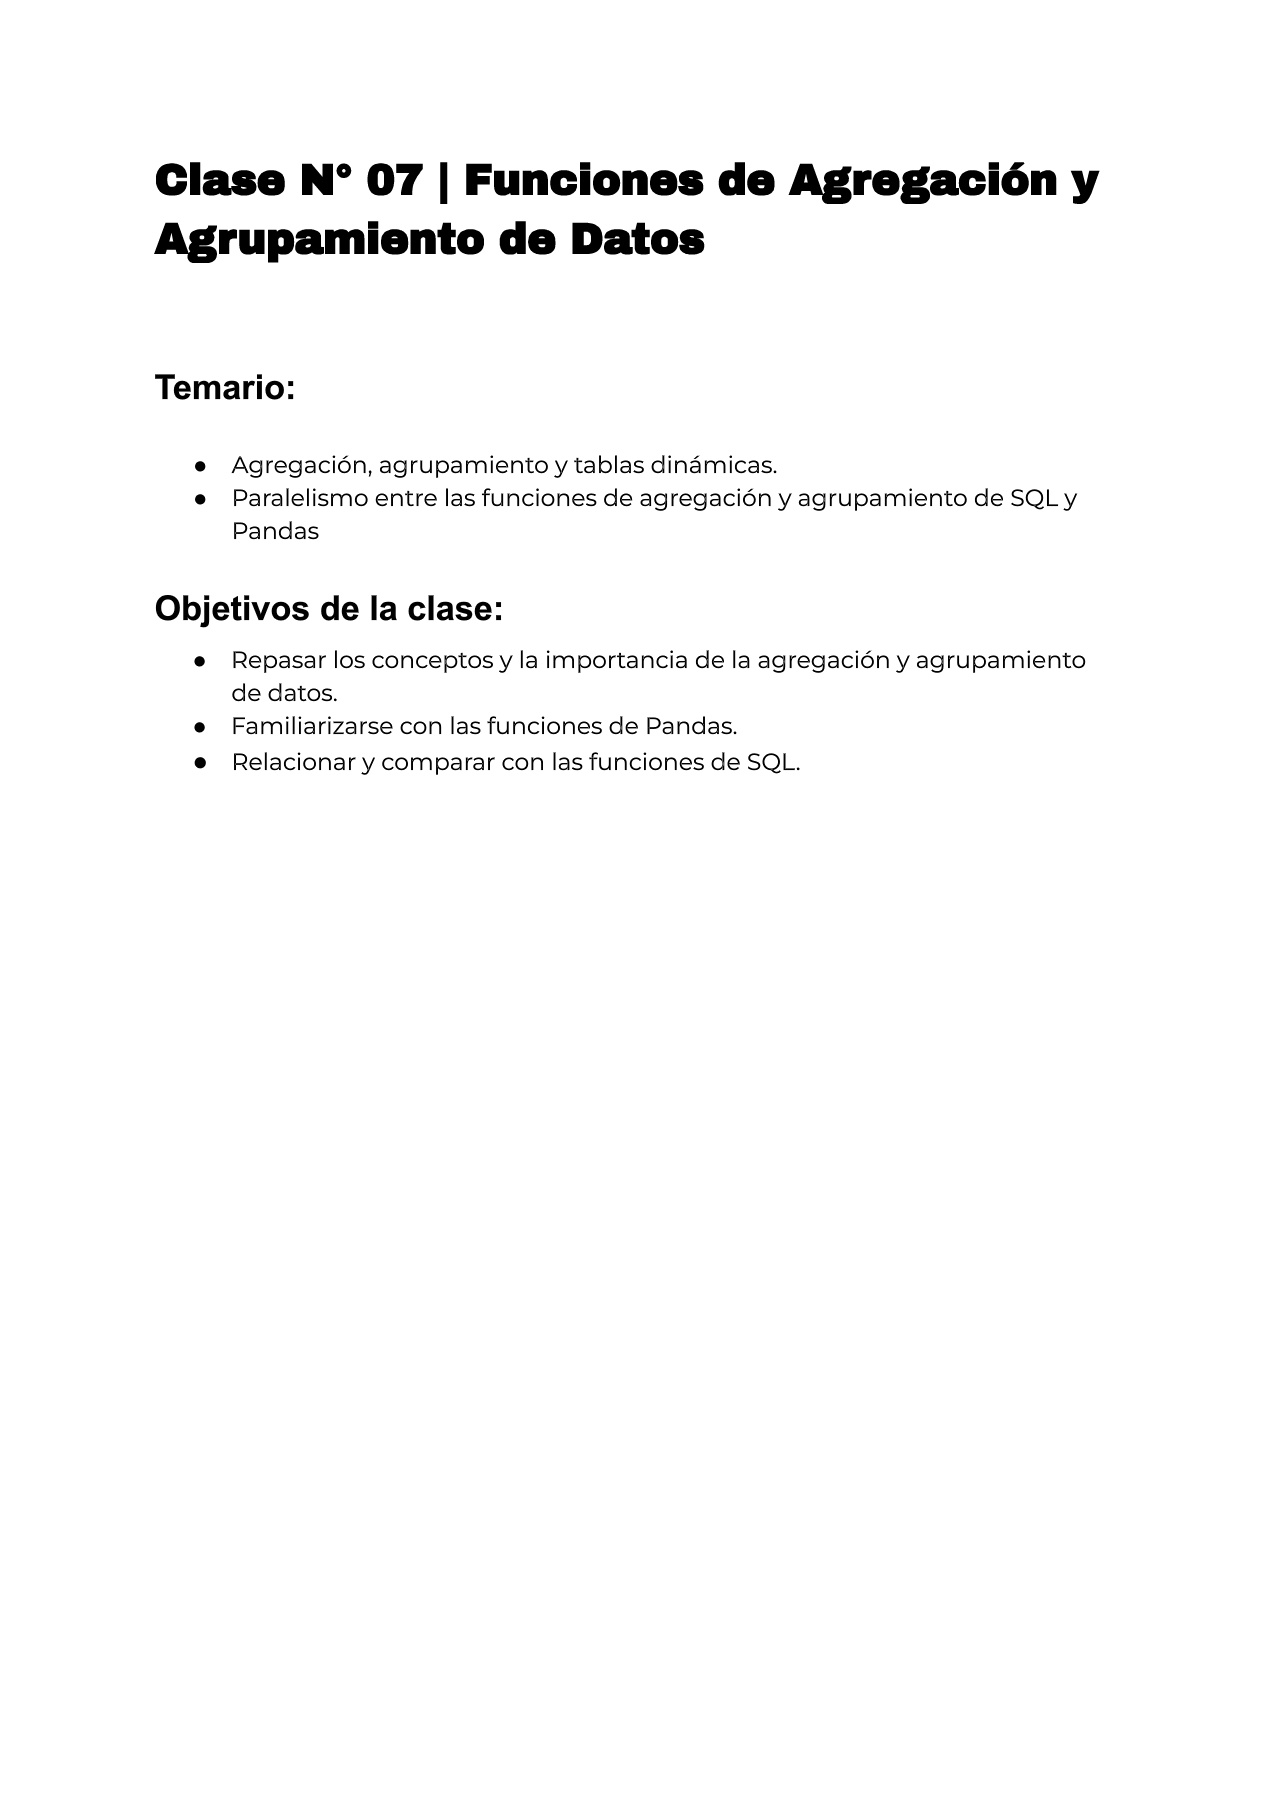 Clase N° 07 | Funciones de Agregación y
Agrupamiento de Datos
Temario:
● Agregación, agrupamiento y tablas dinámicas.
● Paralelismo entre las funciones de agregación y agrupamiento de SQL y
Pandas
Objetivos de la clase:
● Repasar los conceptos y la importancia de la agregación y agrupamiento
de datos.
● Familiarizarse con las funciones de Pandas.
● Relacionar y comparar con las funciones de SQL.